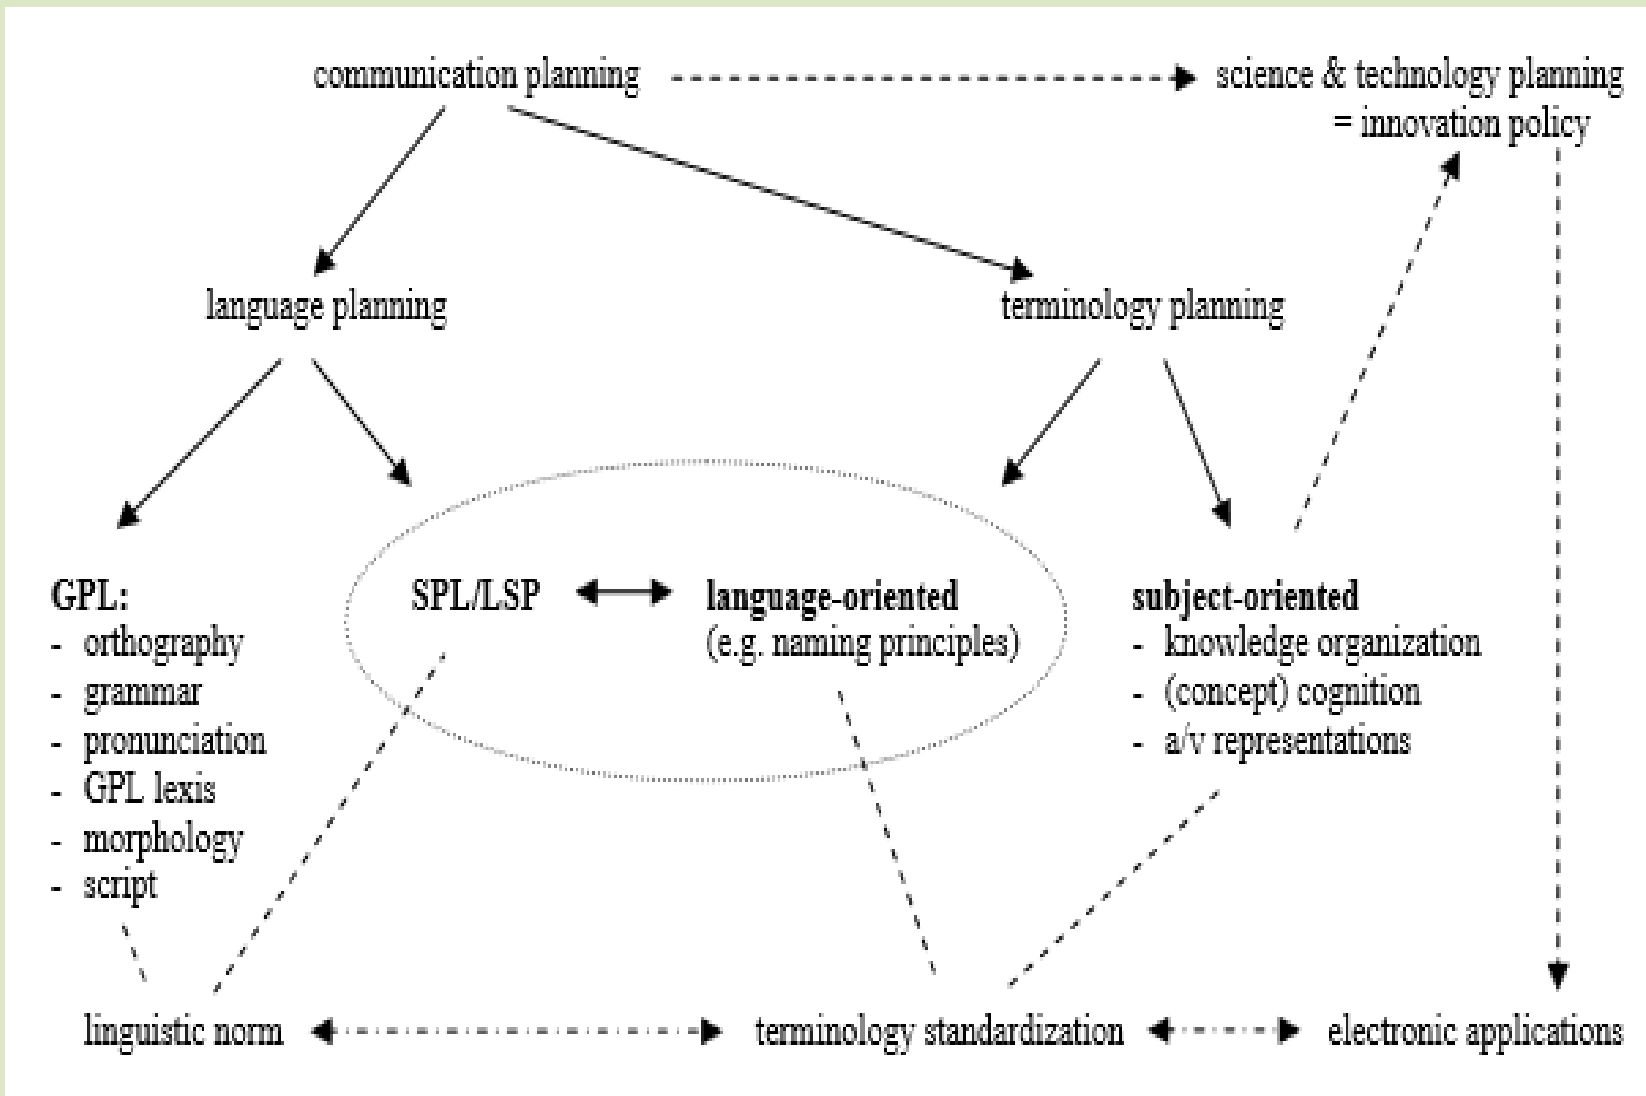 communication planning
science & technology planning
= innovation policy
language planning
terminology planning
GPL:
- orthography
- grammar
- pronunciation
- GPL lexis
- morphology
- script
SPL/LSP
language-oriented
(e.g. naming principles)
subject-oriented
- knowledge organization
- (concept) cognition
- a/v representations
linguistic norm
terminology standardization
electronic applications